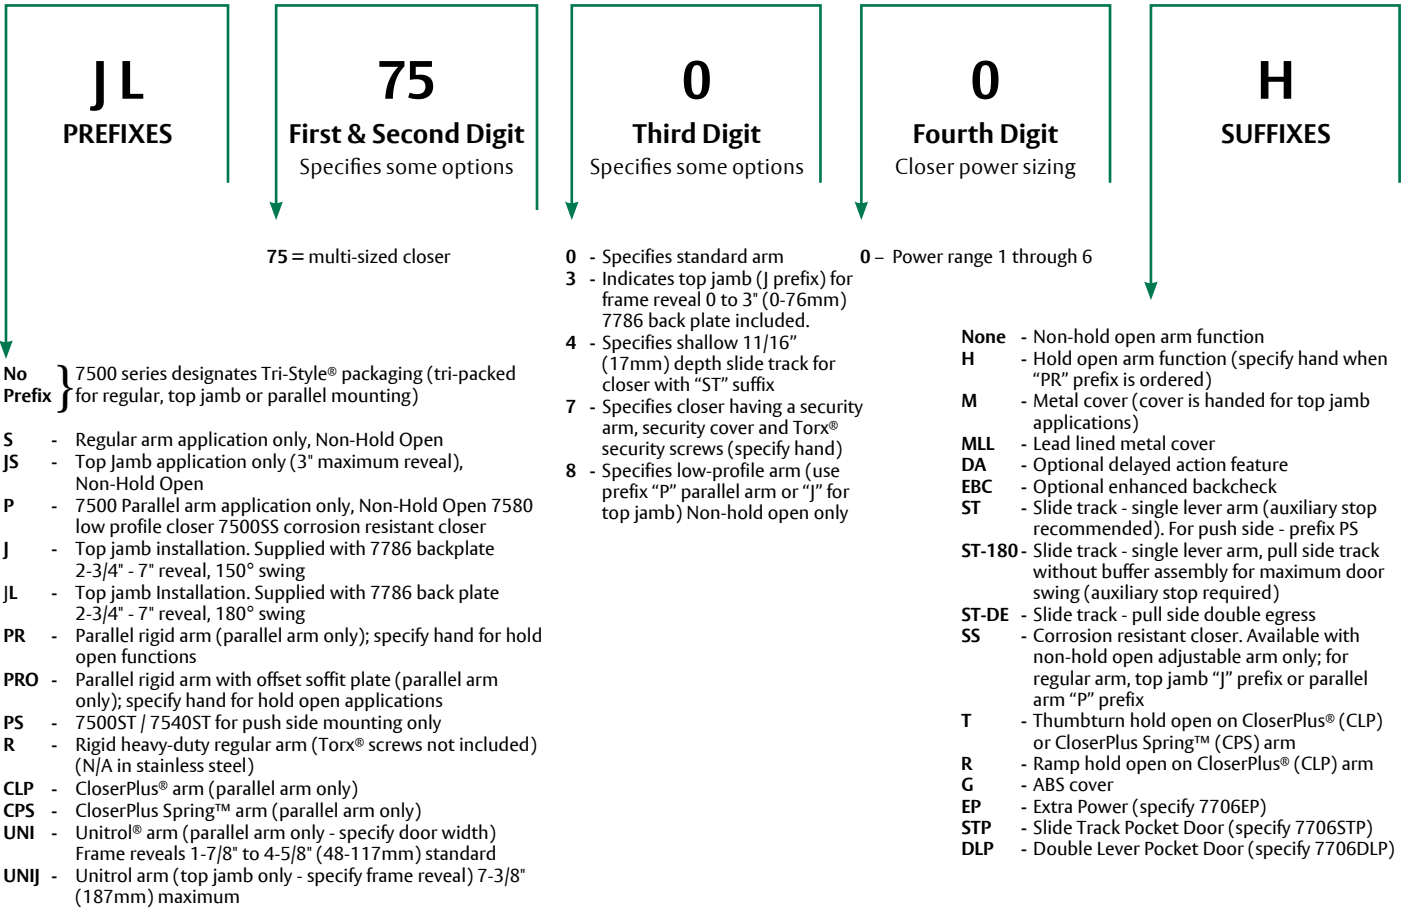 J L
PREFIXES
75
First & Second Digit
Specifies some options
0
Third Digit
Specifies some options
0
Fourth Digit
Closer power sizing
H
SUFFIXES
No
Prefix
} 7500 series designates Tri-Style® packaging (tri-packed
for regular, top jamb or parallel mounting)
S - Regular arm application only, Non-Hold Open
JS - Top Jamb application only (3" maximum reveal),
Non-Hold Open
P - 7500 Parallel arm application only, Non-Hold Open 7580
low profile closer 7500SS corrosion resistant closer
J - Top jamb installation. Supplied with 7786 backplate
2-3/4" - 7" reveal, 150° swing
JL - Top jamb Installation. Supplied with 7786 back plate
2-3/4" - 7" reveal, 180° swing
PR - Parallel rigid arm (parallel arm only); specify hand for hold
open functions
PRO - Parallel rigid arm with offset soffit plate (parallel arm
only); specify hand for hold open applications
PS - 7500ST / 7540ST for push side mounting only
R - Rigid heavy-duty regular arm (Torx® screws not included)
(N/A in stainless steel)
CLP - CloserPlus® arm (parallel arm only)
CPS - CloserPlus Spring™ arm (parallel arm only)
UNI - Unitrol® arm (parallel arm only - specify door width)
Frame reveals 1-7/8" to 4-5/8" (48-117mm) standard
UNIJ - Unitrol arm (top jamb only - specify frame reveal) 7-3/8"
(187mm) maximum
75 = multi-sized closer
0 - Specifies standard arm
3 - Indicates top jamb (J prefix) for
frame reveal 0 to 3" (0-76mm)
7786 back plate included.
4 - Specifies shallow 11/16”
(17mm) depth slide track for
closer with “ST” suffix
7 - Specifies closer having a security
arm, security cover and Torx®
security screws (specify hand)
8 - Specifies low-profile arm (use
prefix “P” parallel arm or “J” for
top jamb) Non-hold open only
0 – Power range 1 through 6
None - Non-hold open arm function
H - Hold open arm function (specify hand when
“PR” prefix is ordered)
M - Metal cover (cover is handed for top jamb
applications)
MLL - Lead lined metal cover
DA - Optional delayed action feature
EBC - Optional enhanced backcheck
ST - Slide track - single lever arm (auxiliary stop
recommended). For push side - prefix PS
ST-180 - Slide track - single lever arm, pull side track
without buffer assembly for maximum door
swing (auxiliary stop required)
ST-DE - Slide track - pull side double egress
SS - Corrosion resistant closer. Available with
non-hold open adjustable arm only; for
regular arm, top jamb “J” prefix or parallel
arm “P” prefix
T - Thumbturn hold open on CloserPlus® (CLP)
or CloserPlus Spring™ (CPS) arm
R - Ramp hold open on CloserPlus® (CLP) arm
G - ABS cover
EP - Extra Power (specify 7706EP)
STP - Slide Track Pocket Door (specify 7706STP)
DLP - Double Lever Pocket Door (specify 7706DLP)